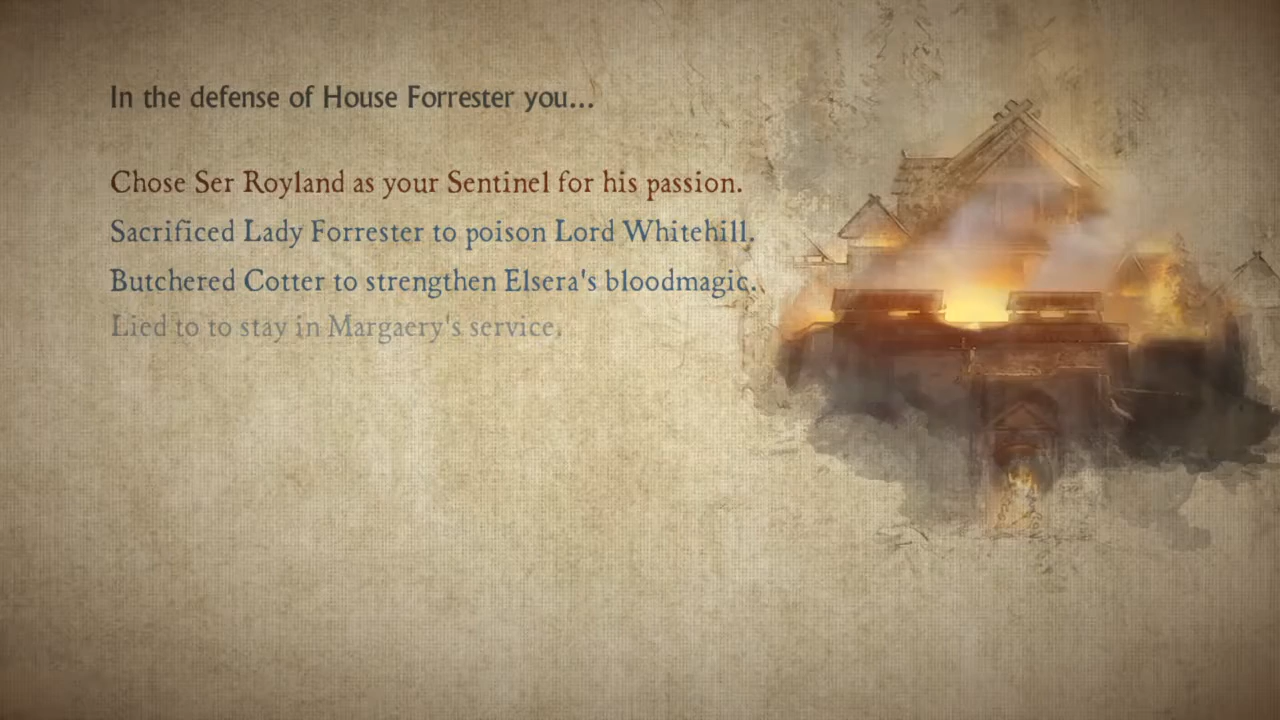 In the defense of House Forrester you...
Chose Ser Royland as your Sentinel for his passion.
Sacrificed Lady Forrester to poison Lord Whitehill.
Butchered Cotter to strengthen Elsera's bloodmagic.
Lied to to stay in Margaery's service.